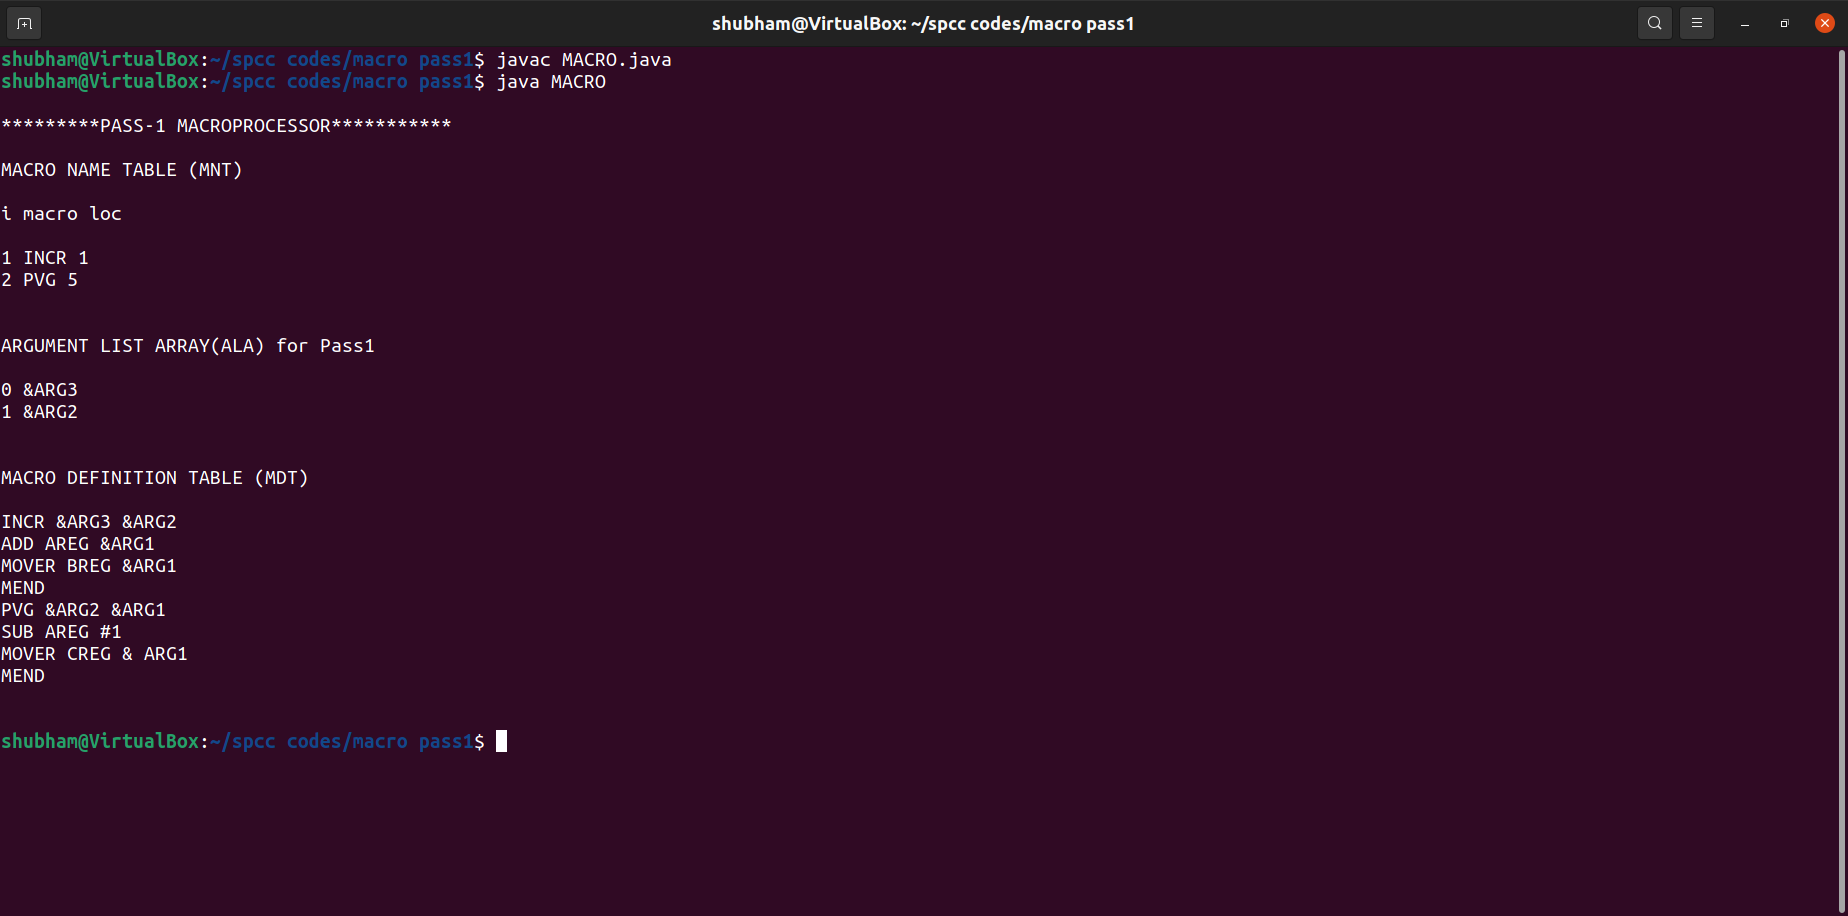 shubham@VirtualBox: ~/spcc codes/macro pass1
shubham@VirtualBox:~/spcc codes/macro pass1$ javac MACRO.java
shubham@VirtualBox:~/spcc codes/macro pass1$ java MACRO
*********PASS-1 MACROPROCESSOR***********
MACRO NAME TABLE (MNT)
i macro loc
1 INCR 1
2 PVG 5
ARGUMENT LIST ARRAY(ALA) for Pass1
0 &ARG3
1 &ARG2
MACRO DEFINITION TABLE (MDT)
INCR &ARG3 &ARG2
ADD AREG &ARG1
MOVER BREG &ARG1
MEND
PVG &ARG2 &ARG1
SUB AREG #1
MOVER CREG & ARG1
MEND
shubham@VirtualBox:~/spcc codes/macro pass1$